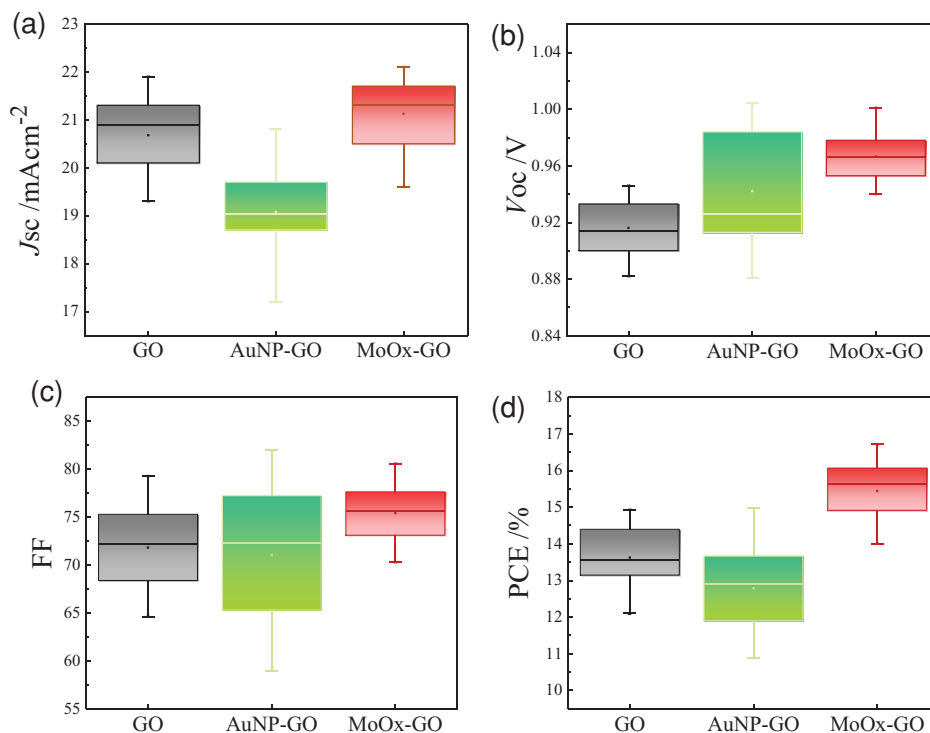 (a)
23
22
21
20
19
18
17
Jsc /mAcm⁻²
GO AuNP-GO MoOx-GO
(b)
1.04
1.00
0.96
0.92
0.88
0.84
Voc /V
GO AuNP-GO MoOx-GO
(c)
85
80
75
70
65
60
55
FF
GO AuNP-GO MoOx-GO
(d)
18
17
16
15
14
13
12
11
10
PCE /%
GO AuNP-GO MoOx-GO